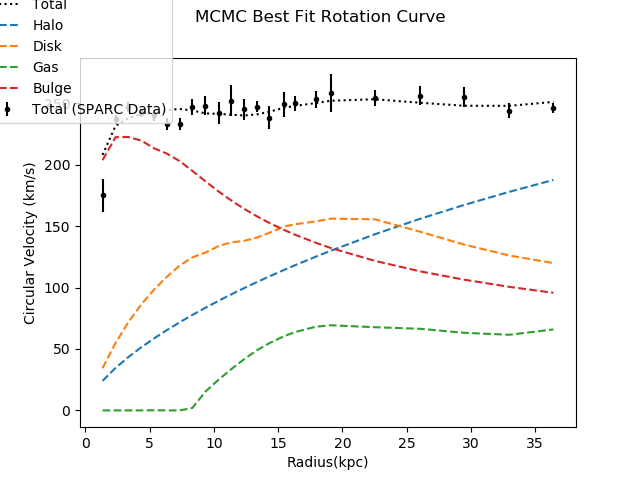 MCMC Best Fit Rotation Curve
Total
Halo
Disk
Gas
Bulge
Total (SPARC Data)
250
200
150
100
50
0
Circular Velocity (km/s)
0 5 10 15 20 25 30 35
Radius(kpc)